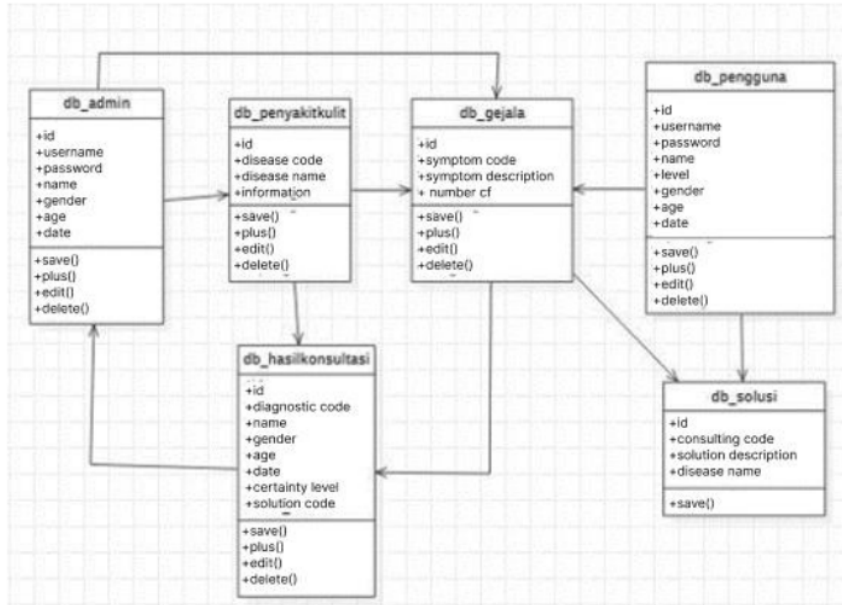 db_admin
+id
+username
+password
+name
+gender
+age
+date
+save()
+plus()
+edit()
+delete()
db_penyakitkulit
+id
+disease code
+disease name
+information
+save()
+plus()
+edit()
+delete()
db_gejala
+id
+symptom code
+symptom description
+ number cf
+save()
+plus()
+edit()
+delete()
db_pengguna
+id
+username
+password
+name
+level
+gender
+age
+date
+save()
+plus()
+edit()
+delete()
db_hasilkonsultasi
+id
+diagnostic code
+name
+gender
+age
+date
+certainty level
+solution code
+save()
+plus()
+edit()
+delete()
db_solusi
+id
+consulting code
+solution description
+disease name
+save()